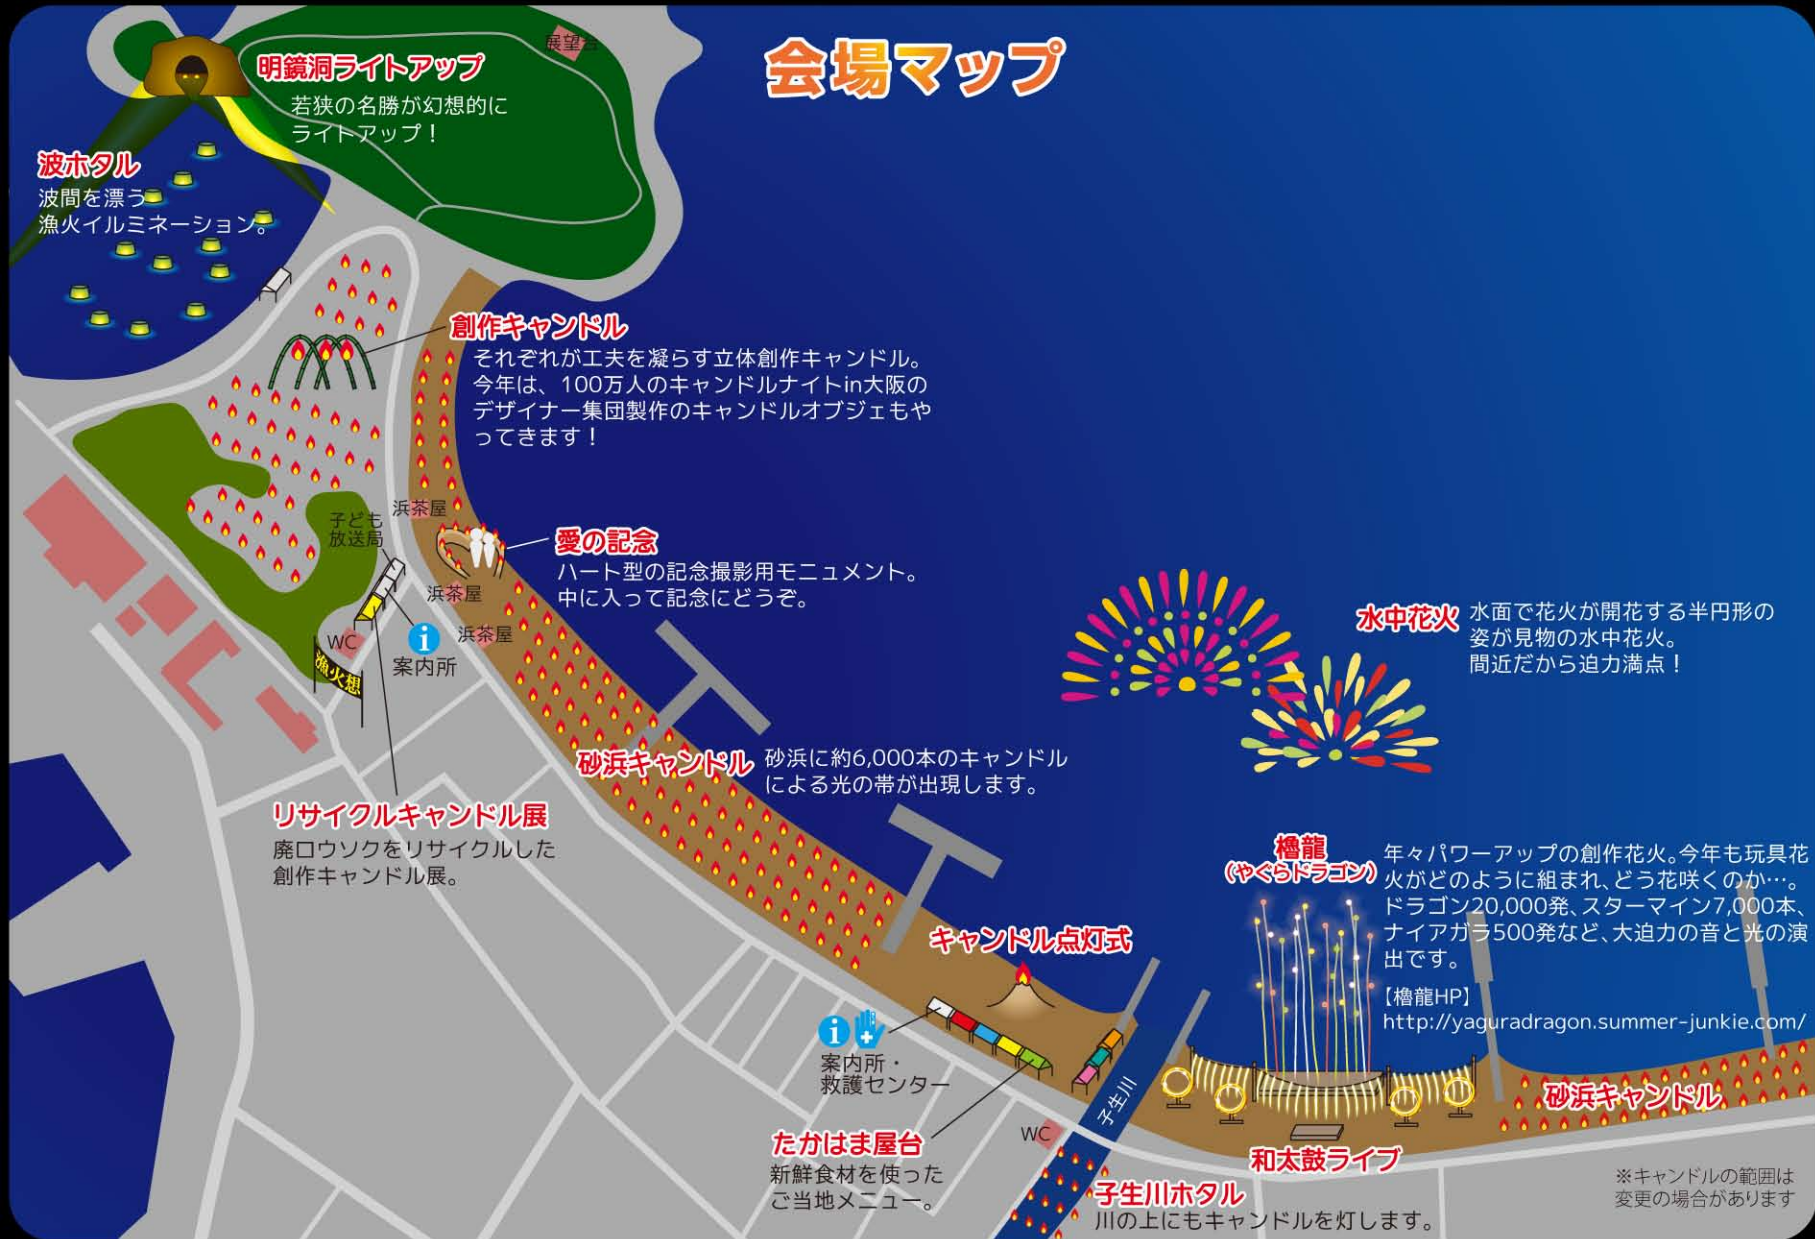 会場マップ
展望台
明鏡洞ライトアップ
若狭の名勝が幻想的に
ライトアップ！
波ホタル
波間を漂う
漁火イルミネーション。
創作キャンドル
それぞれが工夫を凝らす立体創作キャンドル。
今年は、100万人のキャンドルナイトin大阪の
デザイナー集団製作のキャンドルオブジェもや
ってきます！
浜茶屋
子ども
放送局
愛の記念
ハート型の記念撮影用モニュメント。
中に入って記念にどうぞ。
浜茶屋
浜茶屋
WC
i
案内所
漁火想
水中花火
水面で花火が開花する半円形の
姿が見物の水中花火。
間近だから迫力満点！
砂浜キャンドル
砂浜に約6,000本のキャンドル
による光の帯が出現します。
リサイクルキャンドル展
廃ロウソクをリサイクルした
創作キャンドル展。
櫓龍
（やぐらドラゴン）
年々パワーアップの創作花火。今年も玩具花
火がどのように組まれ、どう花咲くのか…。
ドラゴン20,000発、スターマイン7,000本、
ナイアガラ500発など、大迫力の音と光の演
出です。
【櫓龍HP】
http://yaguradragon.summer-junkie.com/
キャンドル点灯式
i
案内所・
救護センター
子生川
砂浜キャンドル
たかはま屋台
新鮮食材を使った
ご当地メニュー。
WC
和太鼓ライブ
子生川ホタル
川の上にもキャンドルを灯します。
※キャンドルの範囲は
変更の場合があります